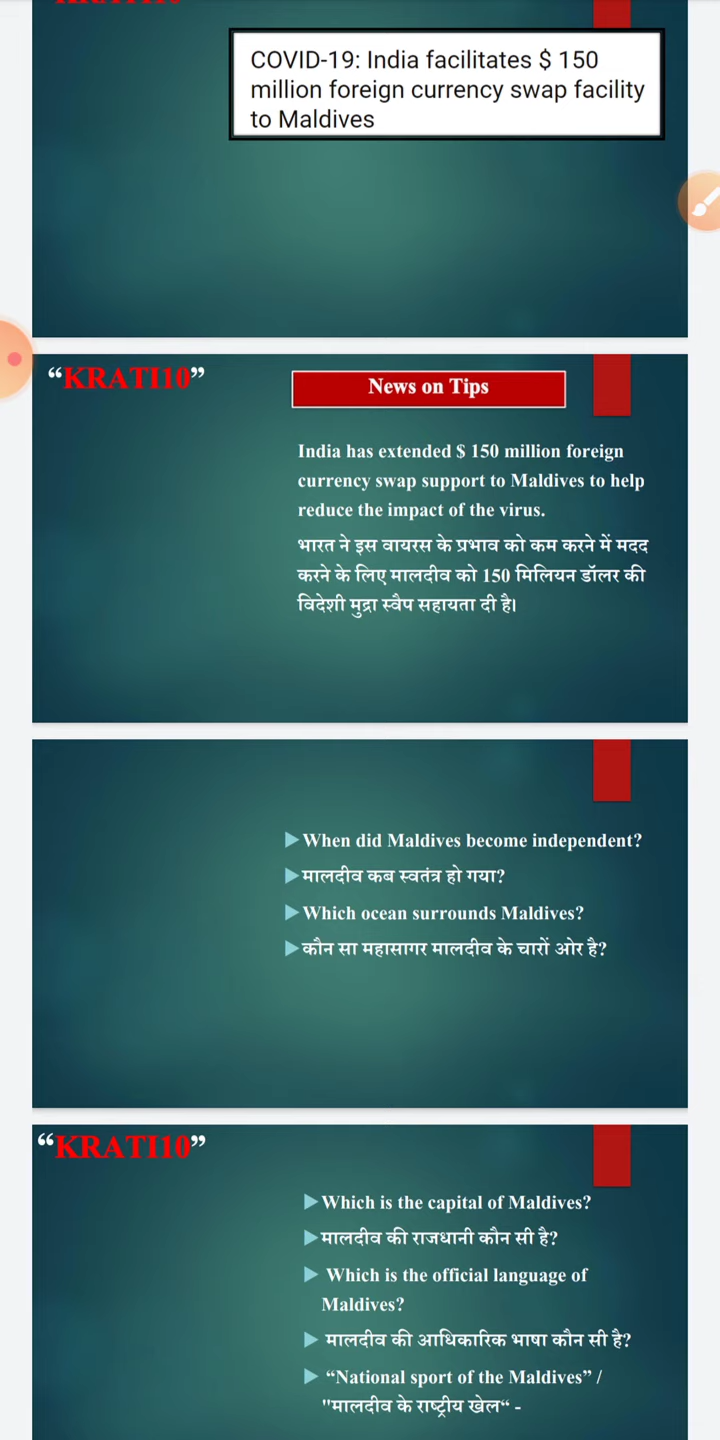 COVID-19: India facilitates $ 150
million foreign currency swap facility
to Maldives
“KRATI10”
News on Tips
India has extended $ 150 million foreign
currency swap support to Maldives to help
reduce the impact of the virus.
भारत ने इस वायरस के प्रभाव को कम करने में मदद
करने के लिए मालदीव को 150 मिलियन डॉलर की
विदेशी मुद्रा स्वैप सहायता दी है।
When did Maldives become independent?
मालदीव कब स्वतंत्र हो गया?
Which ocean surrounds Maldives?
कौन सा महासागर मालदीव के चारों ओर है?
“KRATI10”
Which is the capital of Maldives?
मालदीव की राजधानी कौन सी है?
Which is the official language of
Maldives?
मालदीव की आधिकारिक भाषा कौन सी है?
“National sport of the Maldives” /
"मालदीव के राष्ट्रीय खेल“ -